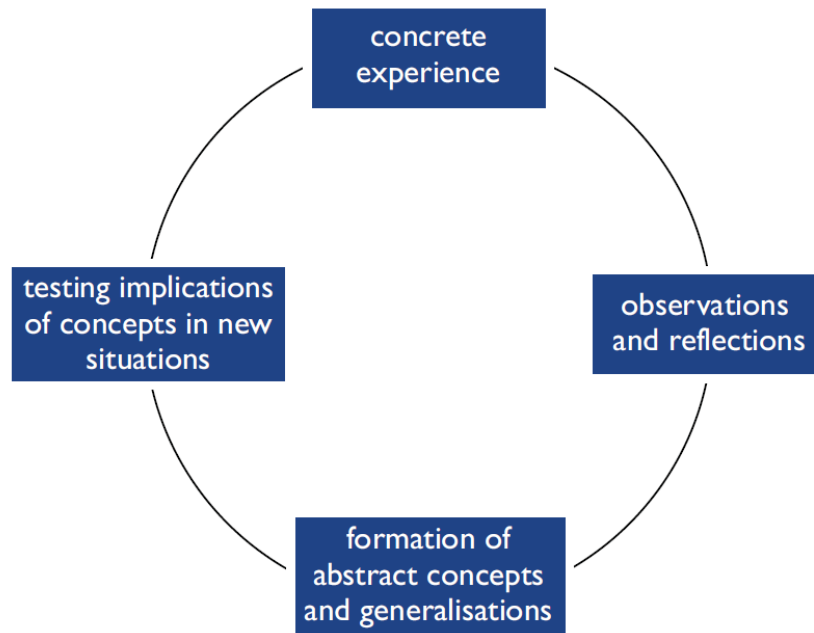 concrete
experience
observations
and reflections
formation of
abstract concepts
and generalisations
testing implications
of concepts in new
situations